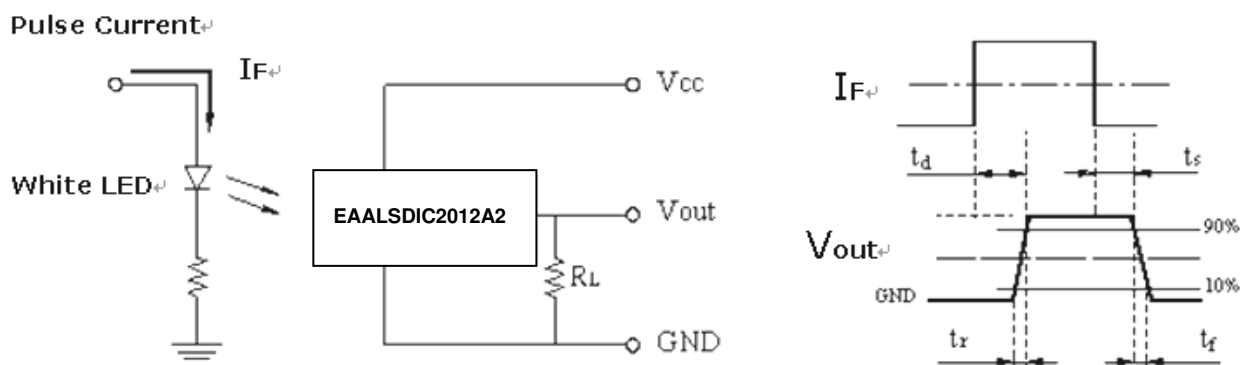 Pulse Current↵
IF↵
White LED↵
EAALSDIC2012A2
Vcc
Vout
RL
GND
IF↵
td
ts
Vout↵
90%
10%
GND
tr
tf